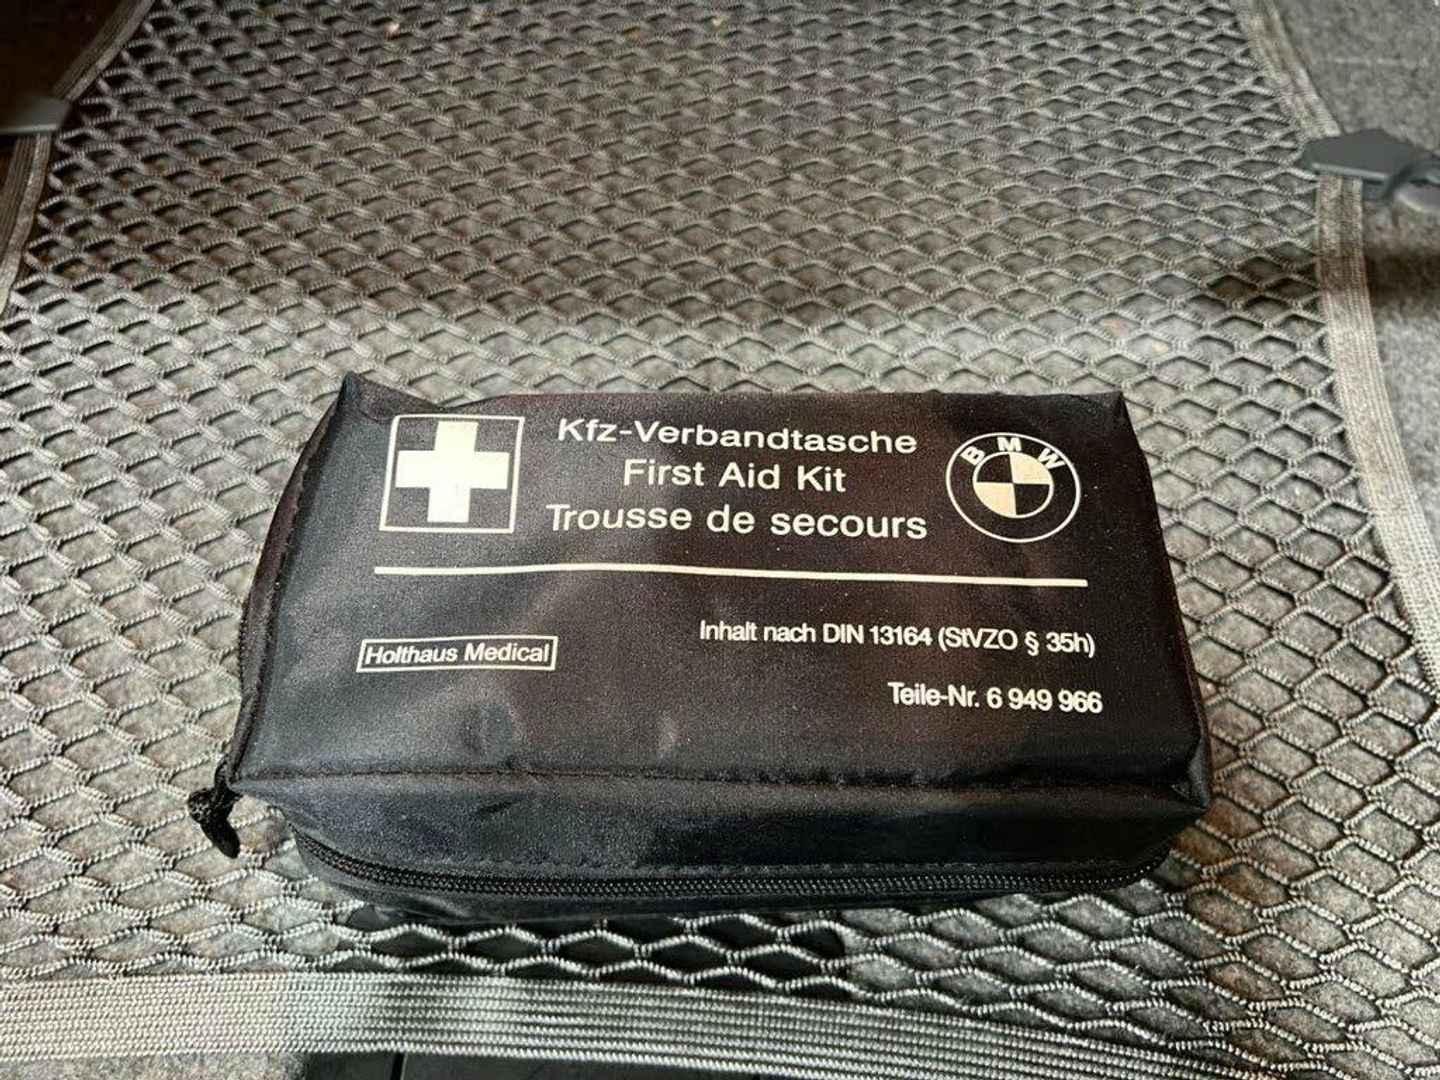 Kfz-Verbandtasche
First Aid Kit
Trousse de secours
BMW
Holthaus Medical
Inhalt nach DIN 13164 (StVZO § 35h)
Teile-Nr. 6 949 966